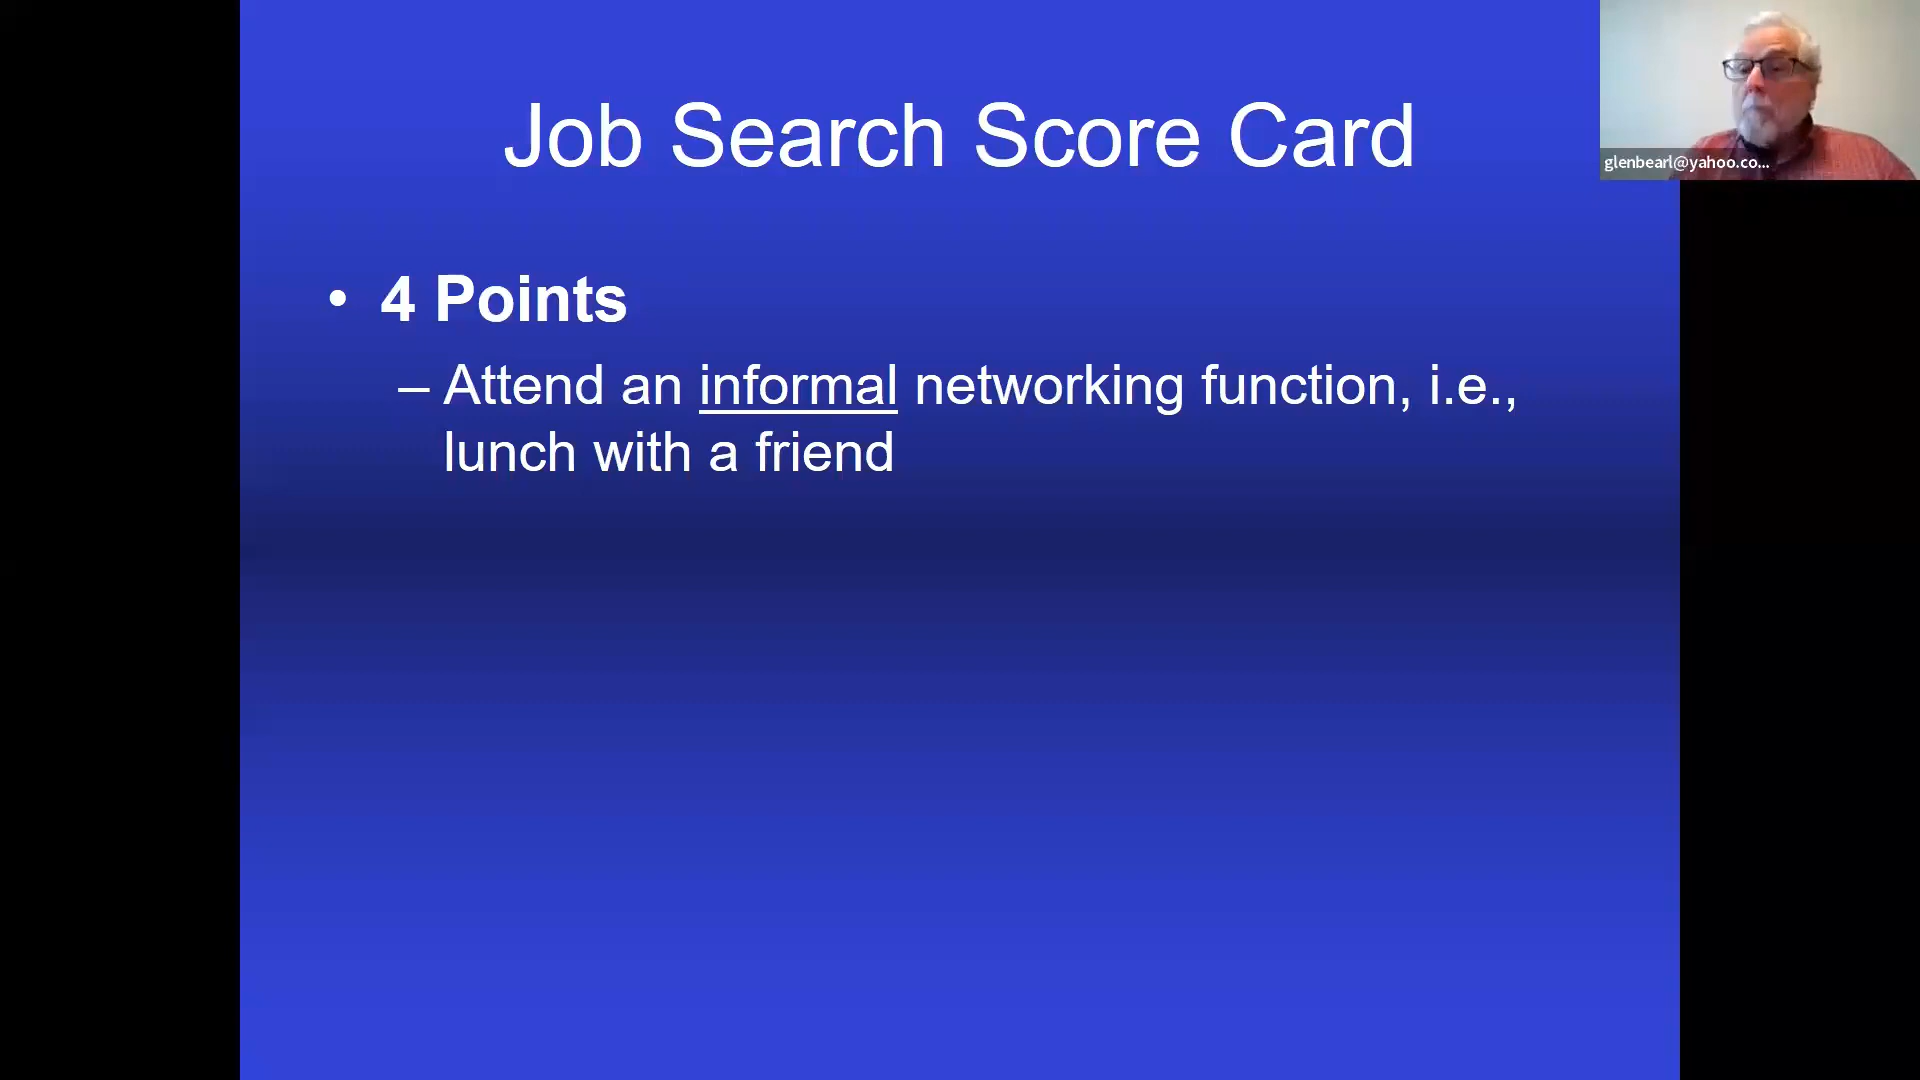 Job Search Score Card
glenbearl@yahoo.co...
• 4 Points
– Attend an informal networking function, i.e.,
lunch with a friend